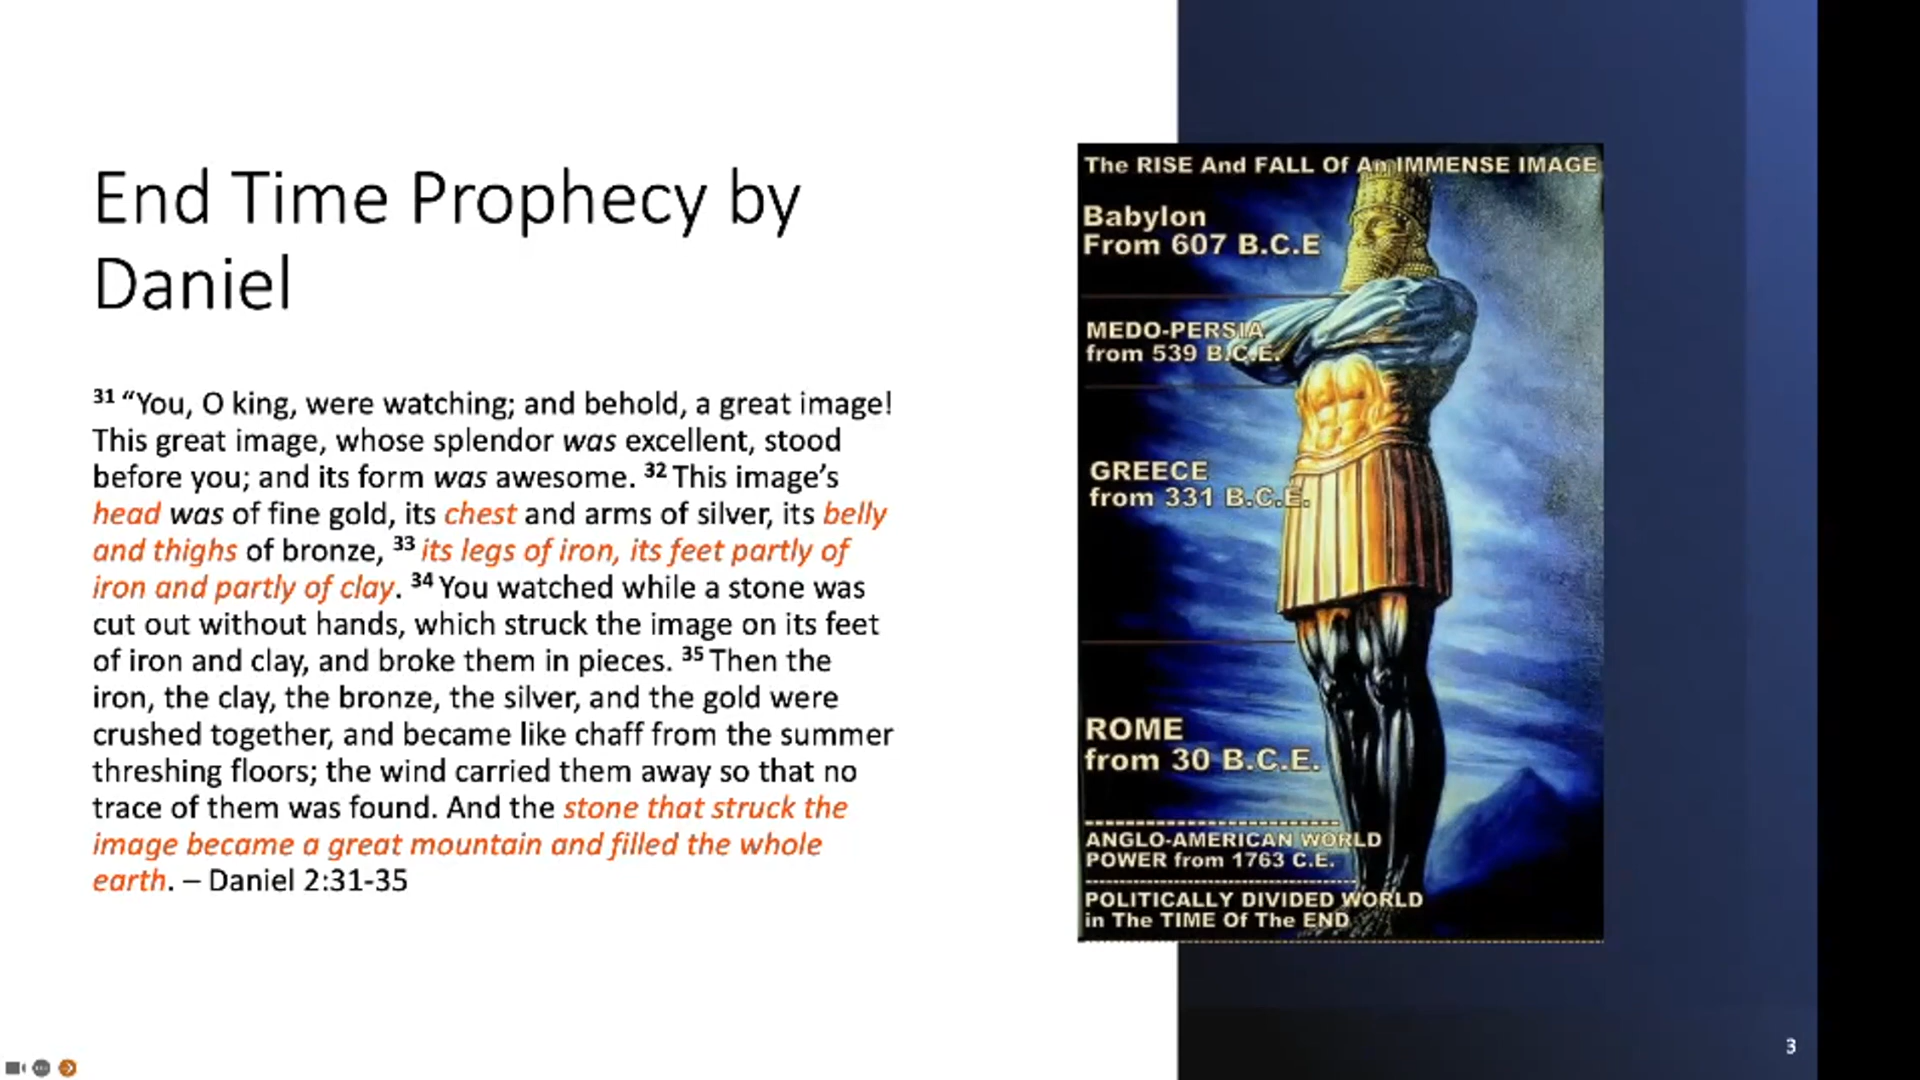 End Time Prophecy by
Daniel
31 “You, O king, were watching; and behold, a great image!
This great image, whose splendor was excellent, stood
before you; and its form was awesome. 32 This image’s
head was of fine gold, its chest and arms of silver, its belly
and thighs of bronze, 33 its legs of iron, its feet partly of
iron and partly of clay. 34 You watched while a stone was
cut out without hands, which struck the image on its feet
of iron and clay, and broke them in pieces. 35 Then the
iron, the clay, the bronze, the silver, and the gold were
crushed together, and became like chaff from the summer
threshing floors; the wind carried them away so that no
trace of them was found. And the stone that struck the
image became a great mountain and filled the whole
earth. – Daniel 2:31-35
The RISE And FALL Of An IMMENSE IMAGE
Babylon
From 607 B.C.E
MEDO-PERSIA
from 539 B.C.E.
GREECE
from 331 B.C.E.
ROME
from 30 B.C.E.
ANGLO-AMERICAN WORLD
POWER from 1763 C.E.
POLITICALLY DIVIDED WORLD
in The TIME Of The END
3